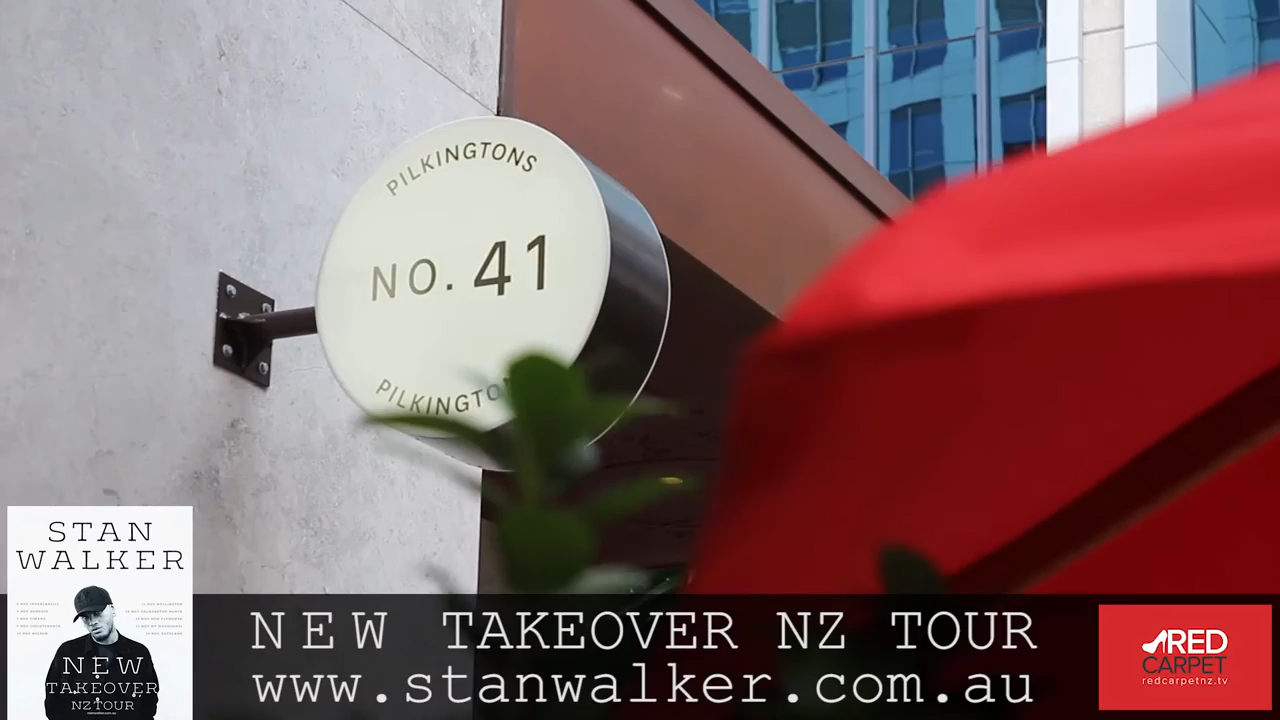 PILKINGTONS
NO. 41
PILKINGTO
STAN
WALKER
NEW
TAKEOVER
NZ TOUR
NEW TAKEOVER NZ TOUR
www.stanwalker.com.au
RED
CARPET
redcarpetnz.tv